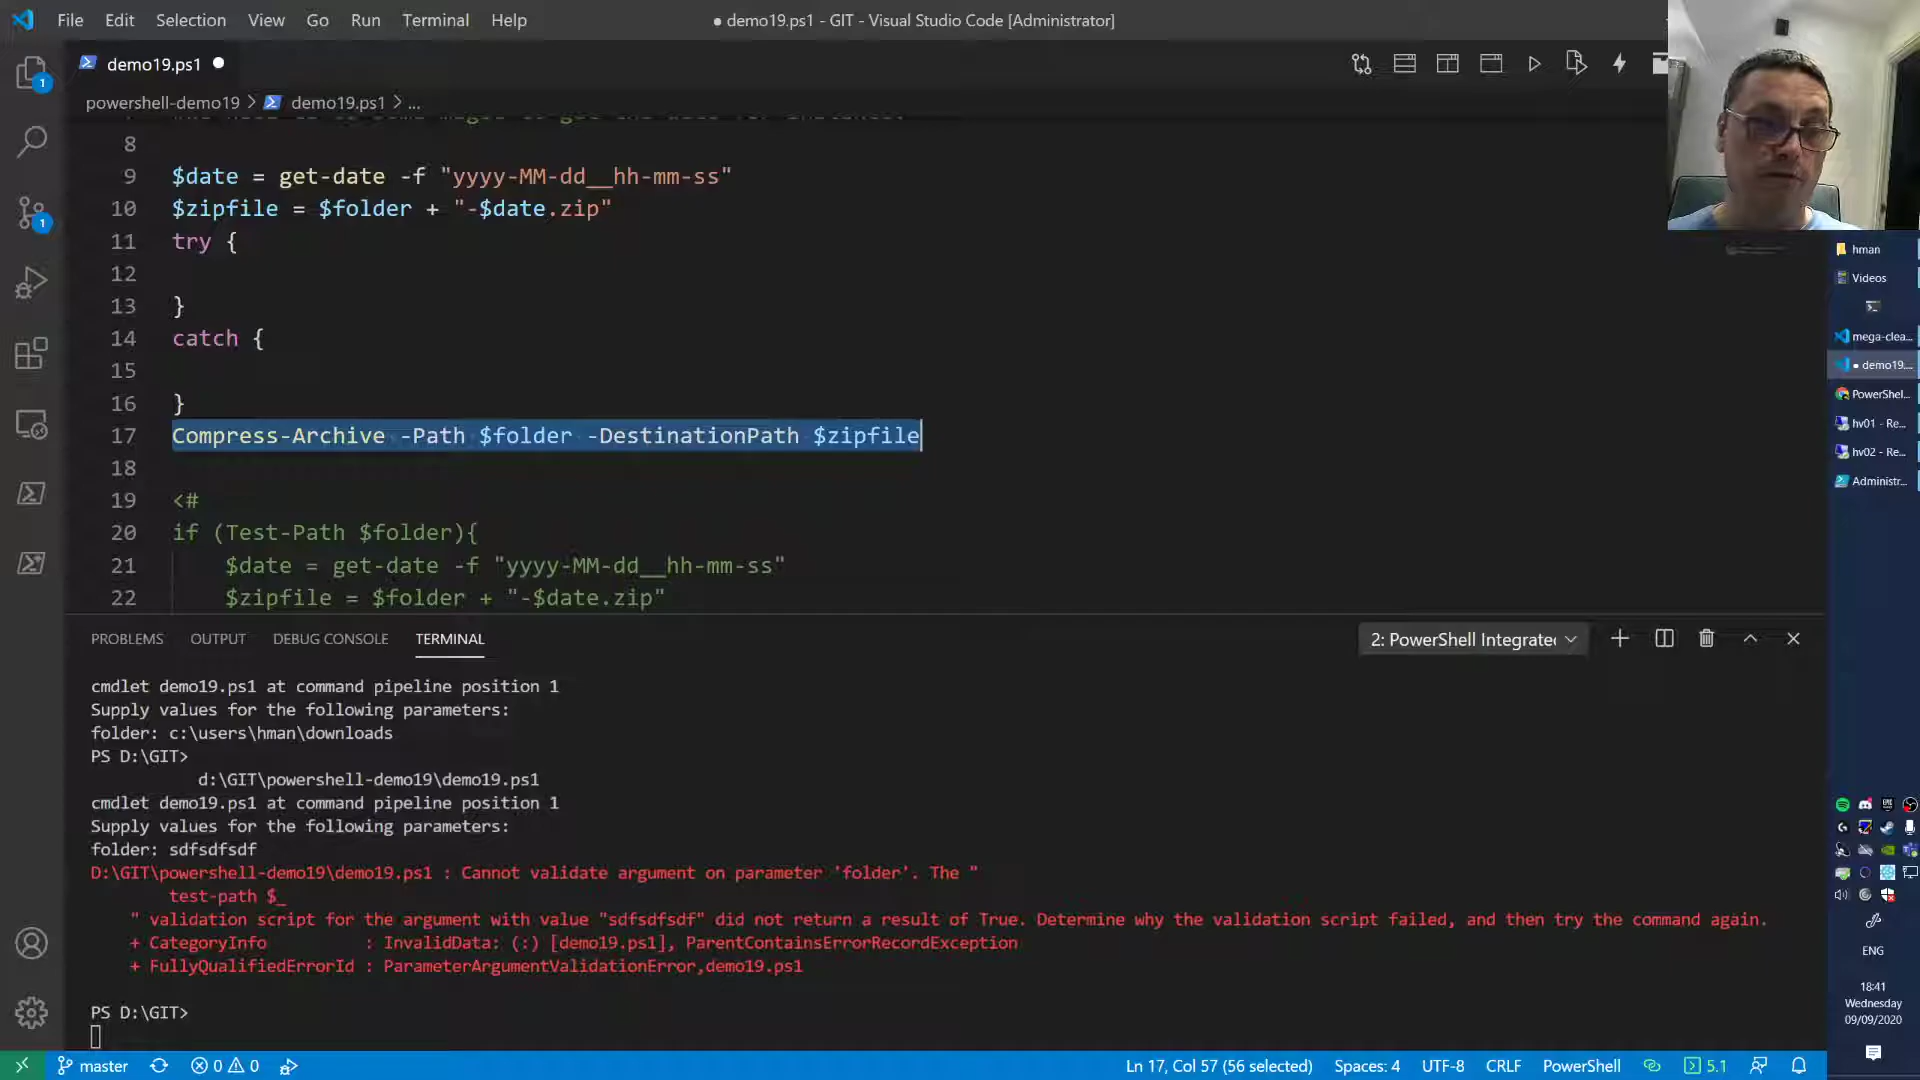 File Edit Selection View Go Run Terminal Help
● demo19.ps1 - GIT - Visual Studio Code [Administrator]
demo19.ps1 ●
powershell-demo19 > demo19.ps1 > ...
8
9 $date = get-date -f "yyyy-MM-dd__hh-mm-ss"
10 $zipfile = $folder + "-$date.zip"
11 try {
12
13 }
14 catch {
15
16 }
17 Compress-Archive -Path $folder -DestinationPath $zipfile
18
19 <#
20 if (Test-Path $folder){
21 $date = get-date -f "yyyy-MM-dd__hh-mm-ss"
22 $zipfile = $folder + "-$date.zip"
PROBLEMS OUTPUT DEBUG CONSOLE TERMINAL
2: PowerShell Integrated
cmdlet demo19.ps1 at command pipeline position 1
Supply values for the following parameters:
folder: c:\users\hman\downloads
PS D:\GIT>
d:\GIT\powershell-demo19\demo19.ps1
cmdlet demo19.ps1 at command pipeline position 1
Supply values for the following parameters:
folder: sdfsdfsdf
D:\GIT\powershell-demo19\demo19.ps1 : Cannot validate argument on parameter 'folder'. The "
test-path $_
" validation script for the argument with value "sdfsdfsdf" did not return a result of True. Determine why the validation script failed, and then try the command again.
+ CategoryInfo : InvalidData: (:) [demo19.ps1], ParentContainsErrorRecordException
+ FullyQualifiedErrorId : ParameterArgumentValidationError,demo19.ps1
PS D:\GIT>
master 0 0
Ln 17, Col 57 (56 selected) Spaces: 4 UTF-8 CRLF PowerShell 5.1
hman
Videos
mega-clea...
● demo19....
PowerShel...
hv01 - Re...
hv02 - Re...
Administr...
ENG
18:41
Wednesday
09/09/2020